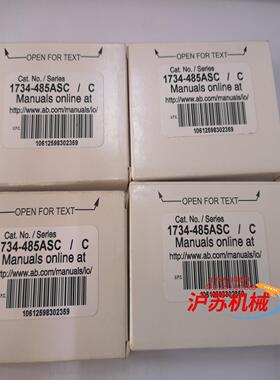 OPEN FOR TEXT
Cat. No. / Series
1734-485ASC / C
Manuals online at
http://www.ab.com/manuals/io/
U.P.C.
10612598302359
OPEN FOR TEXT
Cat. No. / Series
1734-485ASC / C
Manuals online at
http://www.ab.com/manuals/io/
U.P.C.
10612598302359
OPEN FOR TEXT
Cat. No. / Series
1734-485ASC / C
Manuals online at
http://www.ab.com/manuals/io/
10612598302359
OPEN FOR TEXT
Cat. No. / Series
1734-485ASC / C
Manuals online at
http://www.ab.com/manuals/io/
U.P.C.
10612598302359
沪苏机械